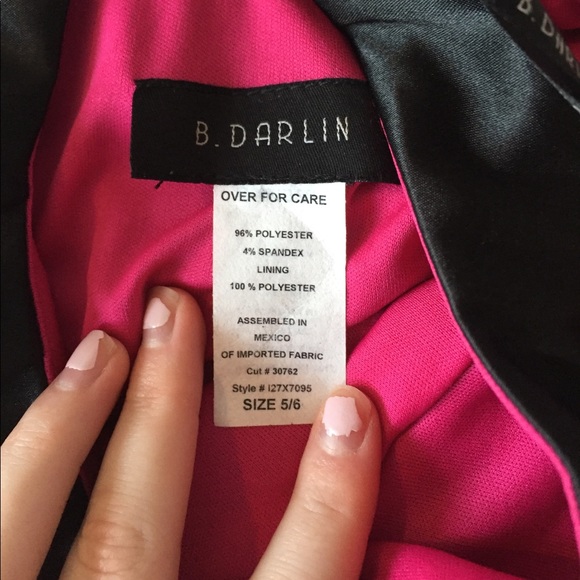 B. DARLIN
B. DAR
OVER FOR CARE
96% POLYESTER
4% SPANDEX
LINING
100 % POLYESTER
ASSEMBLED IN
MEXICO
OF IMPORTED FABRIC
Cut # 30762
Style # I27X7095
SIZE 5/6